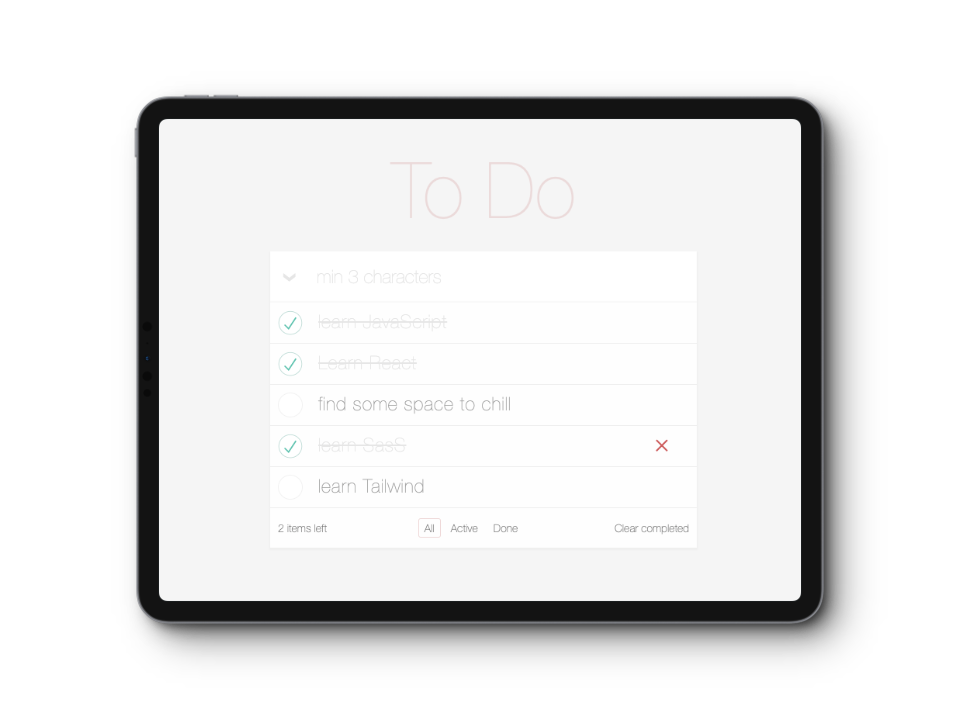 To Do
min 3 characters
learn JavaScript
Learn React
find some space to chill
learn SasS
learn Tailwind
2 items left All Active Done Clear completed